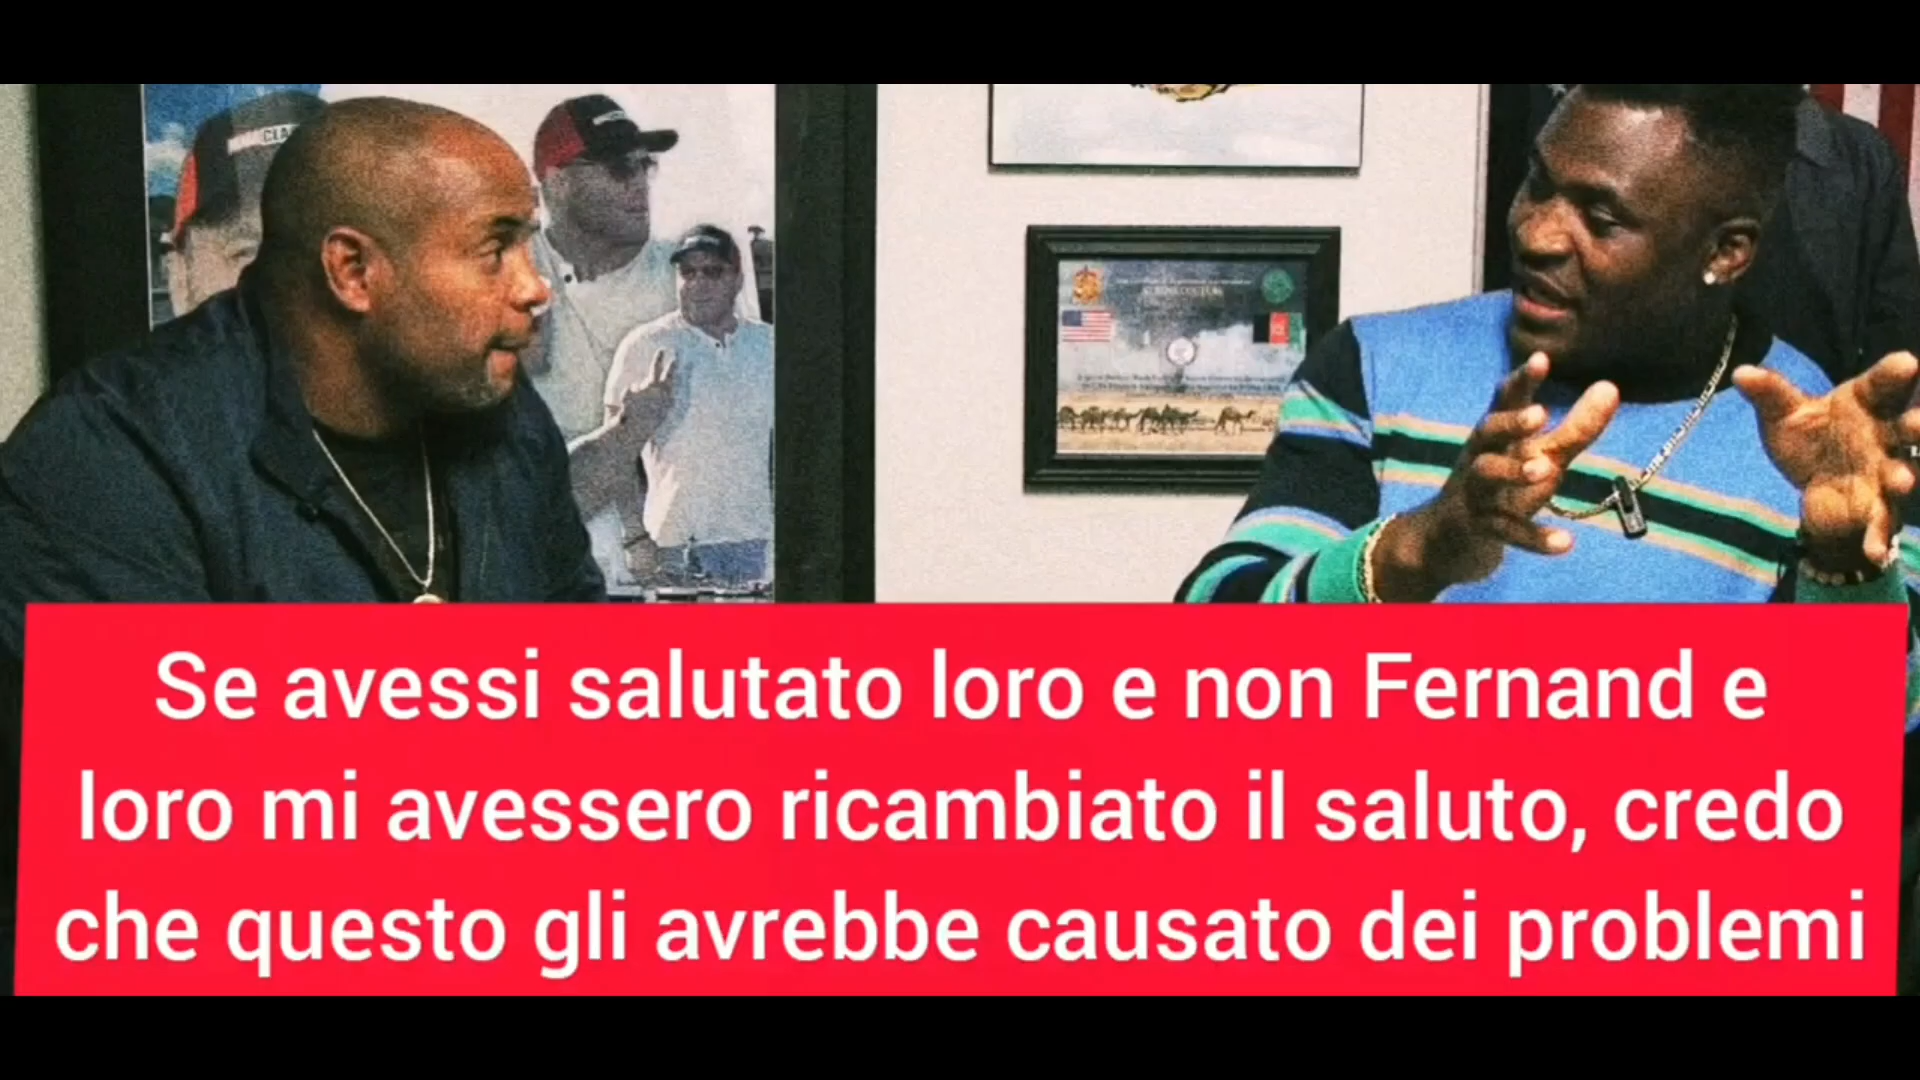 CLA
Se avessi salutato loro e non Fernand e
loro mi avessero ricambiato il saluto, credo
che questo gli avrebbe causato dei problemi